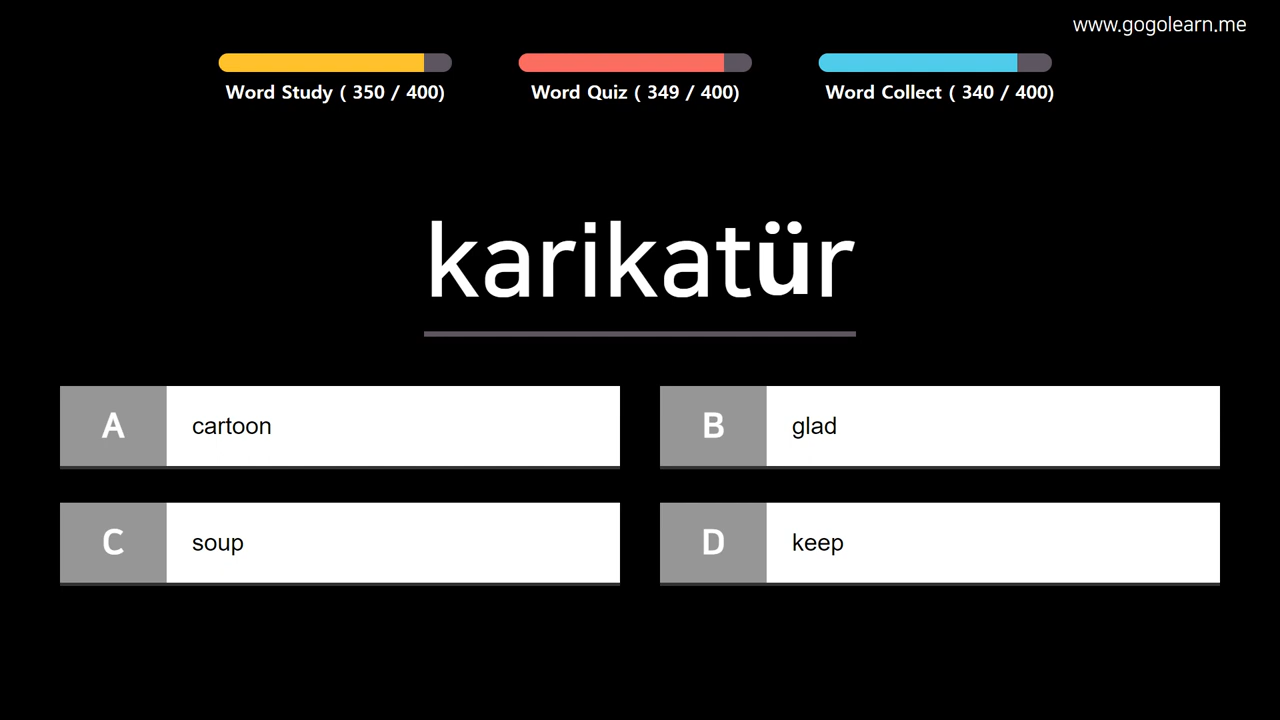 www.gogolearn.me
Word Study ( 350 / 400)
Word Quiz ( 349 / 400)
Word Collect ( 340 / 400)
karikatür
A cartoon
B glad
C soup
D keep